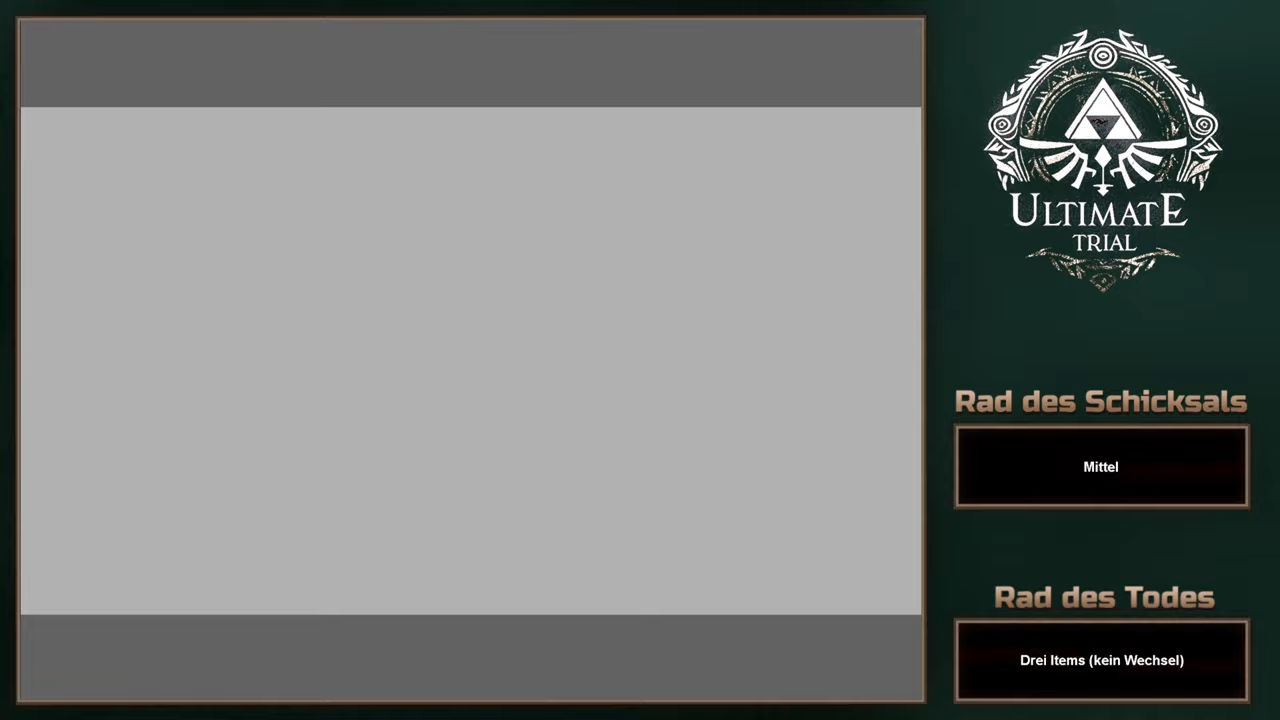 ULTIMATE
TRIAL
Rad des Schicksals
Mittel
Rad des Todes
Drei Items (kein Wechsel)